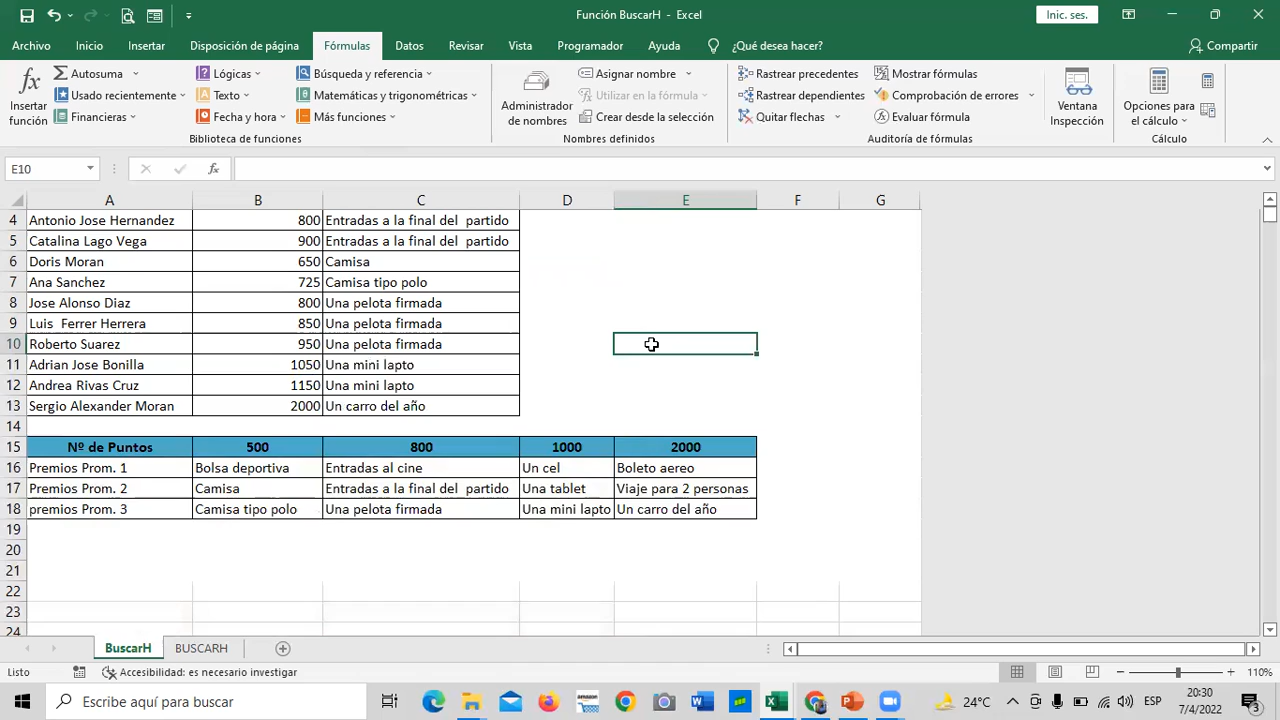 Función BuscarH - Excel
Inic. ses.
Archivo Inicio Insertar Disposición de página Fórmulas Datos Revisar Vista Programador Ayuda ¿Qué desea hacer? Compartir
fx Insertar función
Autosuma
Usado recientemente
Financieras
Lógicas
Texto
Fecha y hora
Búsqueda y referencia
Matemáticas y trigonométricas
Más funciones
Biblioteca de funciones
Administrador de nombres
Asignar nombre
Utilizar en la fórmula
Crear desde la selección
Nombres definidos
Rastrear precedentes
Rastrear dependientes
Quitar flechas
Mostrar fórmulas
Comprobación de errores
Evaluar fórmula
Auditoría de fórmulas
Ventana Inspección
Opciones para el cálculo
Cálculo
E10 fx
A B C D E F G
4 Antonio Jose Hernandez 800 Entradas a la final del partido
5 Catalina Lago Vega 900 Entradas a la final del partido
6 Doris Moran 650 Camisa
7 Ana Sanchez 725 Camisa tipo polo
8 Jose Alonso Diaz 800 Una pelota firmada
9 Luis Ferrer Herrera 850 Una pelota firmada
10 Roberto Suarez 950 Una pelota firmada
11 Adrian Jose Bonilla 1050 Una mini lapto
12 Andrea Rivas Cruz 1150 Una mini lapto
13 Sergio Alexander Moran 2000 Un carro del año
14
15 Nº de Puntos 500 800 1000 2000
16 Premios Prom. 1 Bolsa deportiva Entradas al cine Un cel Boleto aereo
17 Premios Prom. 2 Camisa Entradas a la final del partido Una tablet Viaje para 2 personas
18 premios Prom. 3 Camisa tipo polo Una pelota firmada Una mini lapto Un carro del año
19
20
21
22
23
24
BuscarH BUSCARH
Listo Accesibilidad: es necesario investigar 110%
Escribe aquí para buscar
amazon
24°C ESP 20:30
7/4/2022
3